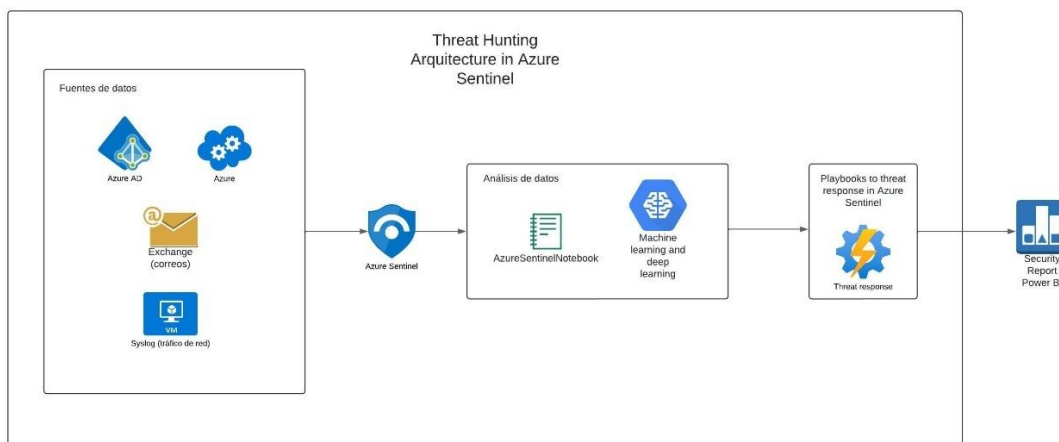 Threat Hunting
Arquitecture in Azure
Sentinel
Fuentes de datos
Azure AD
Azure
@
Exchange
(correos)
VM
Syslog (tráfico de red)
Azure Sentinel
Análisis de datos
AzureSentinelNotebook
Machine
learning and
deep
learning
Playbooks to threat
response in Azure
Sentinel
Threat response
Security
Report
Power B